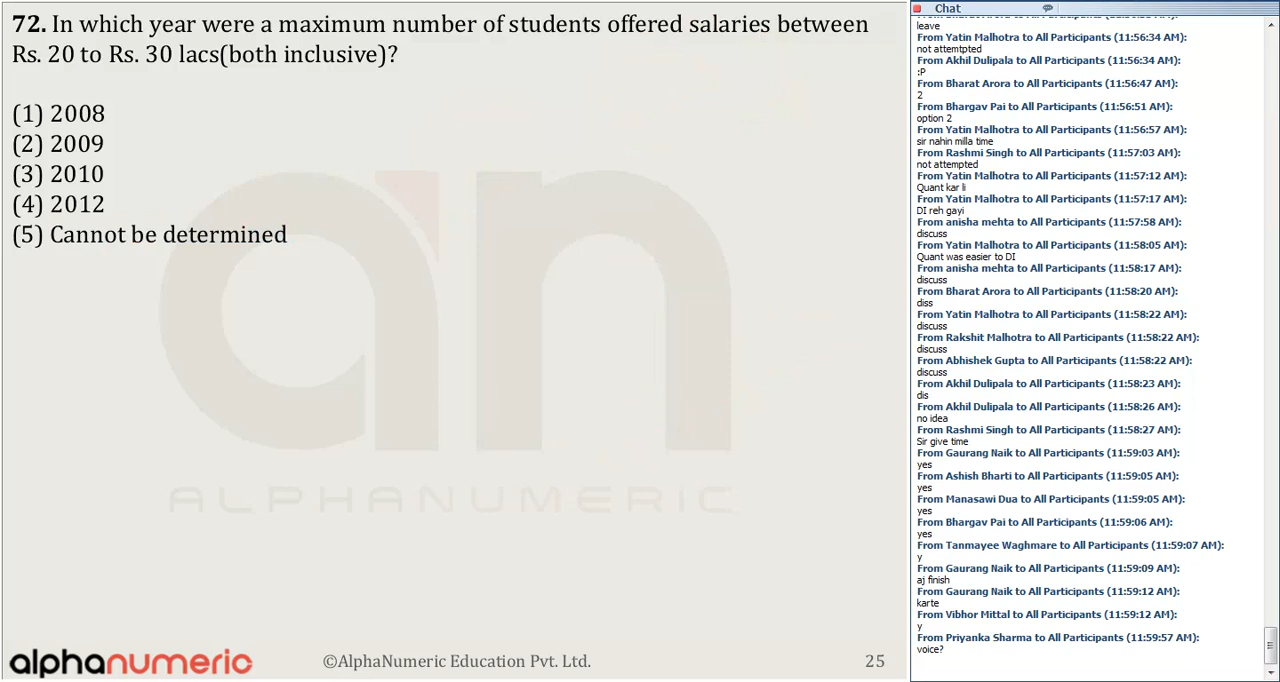 72. In which year were a maximum number of students offered salaries between
Rs. 20 to Rs. 30 lacs(both inclusive)?
(1) 2008
(2) 2009
(3) 2010
(4) 2012
(5) Cannot be determined
ALPHANUMERIC
alphanumeric
©AlphaNumeric Education Pvt. Ltd.
25
Chat
leave
From Yatin Malhotra to All Participants (11:56:34 AM):
not attemtpted
From Akhil Dulipala to All Participants (11:56:34 AM):
:P
From Bharat Arora to All Participants (11:56:47 AM):
2
From Bhargav Pai to All Participants (11:56:51 AM):
option 2
From Yatin Malhotra to All Participants (11:56:57 AM):
sir nahin milla time
From Rashmi Singh to All Participants (11:57:03 AM):
not attempted
From Yatin Malhotra to All Participants (11:57:12 AM):
Quant kar li
From Yatin Malhotra to All Participants (11:57:17 AM):
DI reh gayi
From anisha mehta to All Participants (11:57:58 AM):
discuss
From Yatin Malhotra to All Participants (11:58:05 AM):
Quant was easier to DI
From anisha mehta to All Participants (11:58:17 AM):
discuss
From Bharat Arora to All Participants (11:58:20 AM):
diss
From Yatin Malhotra to All Participants (11:58:22 AM):
discuss
From Rakshit Malhotra to All Participants (11:58:22 AM):
discuss
From Abhishek Gupta to All Participants (11:58:22 AM):
discuss
From Akhil Dulipala to All Participants (11:58:23 AM):
dis
From Akhil Dulipala to All Participants (11:58:26 AM):
no idea
From Rashmi Singh to All Participants (11:58:27 AM):
Sir give time
From Gaurang Naik to All Participants (11:59:03 AM):
yes
From Ashish Bharti to All Participants (11:59:05 AM):
yes
From Manasawi Dua to All Participants (11:59:05 AM):
yes
From Bhargav Pai to All Participants (11:59:06 AM):
yes
From Tanmayee Waghmare to All Participants (11:59:07 AM):
y
From Gaurang Naik to All Participants (11:59:09 AM):
aj finish
From Gaurang Naik to All Participants (11:59:12 AM):
karte
From Vibhor Mittal to All Participants (11:59:12 AM):
y
From Priyanka Sharma to All Participants (11:59:57 AM):
voice?